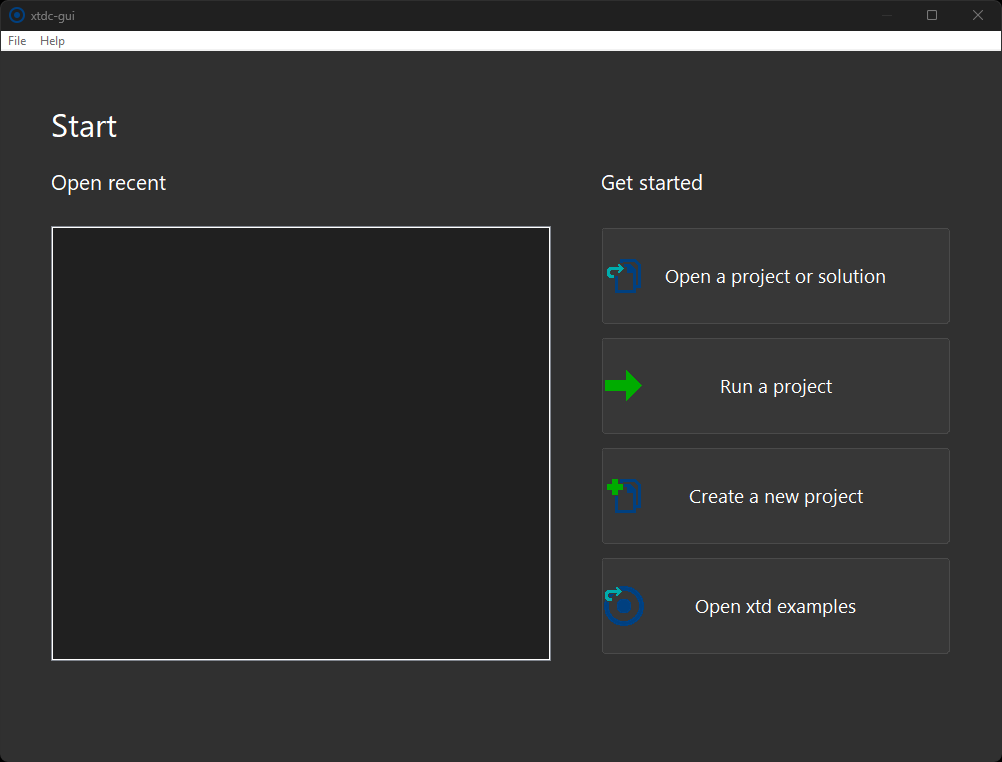 xtdc-gui
File Help
Start
Open recent
Get started
Open a project or solution
Run a project
Create a new project
Open xtd examples